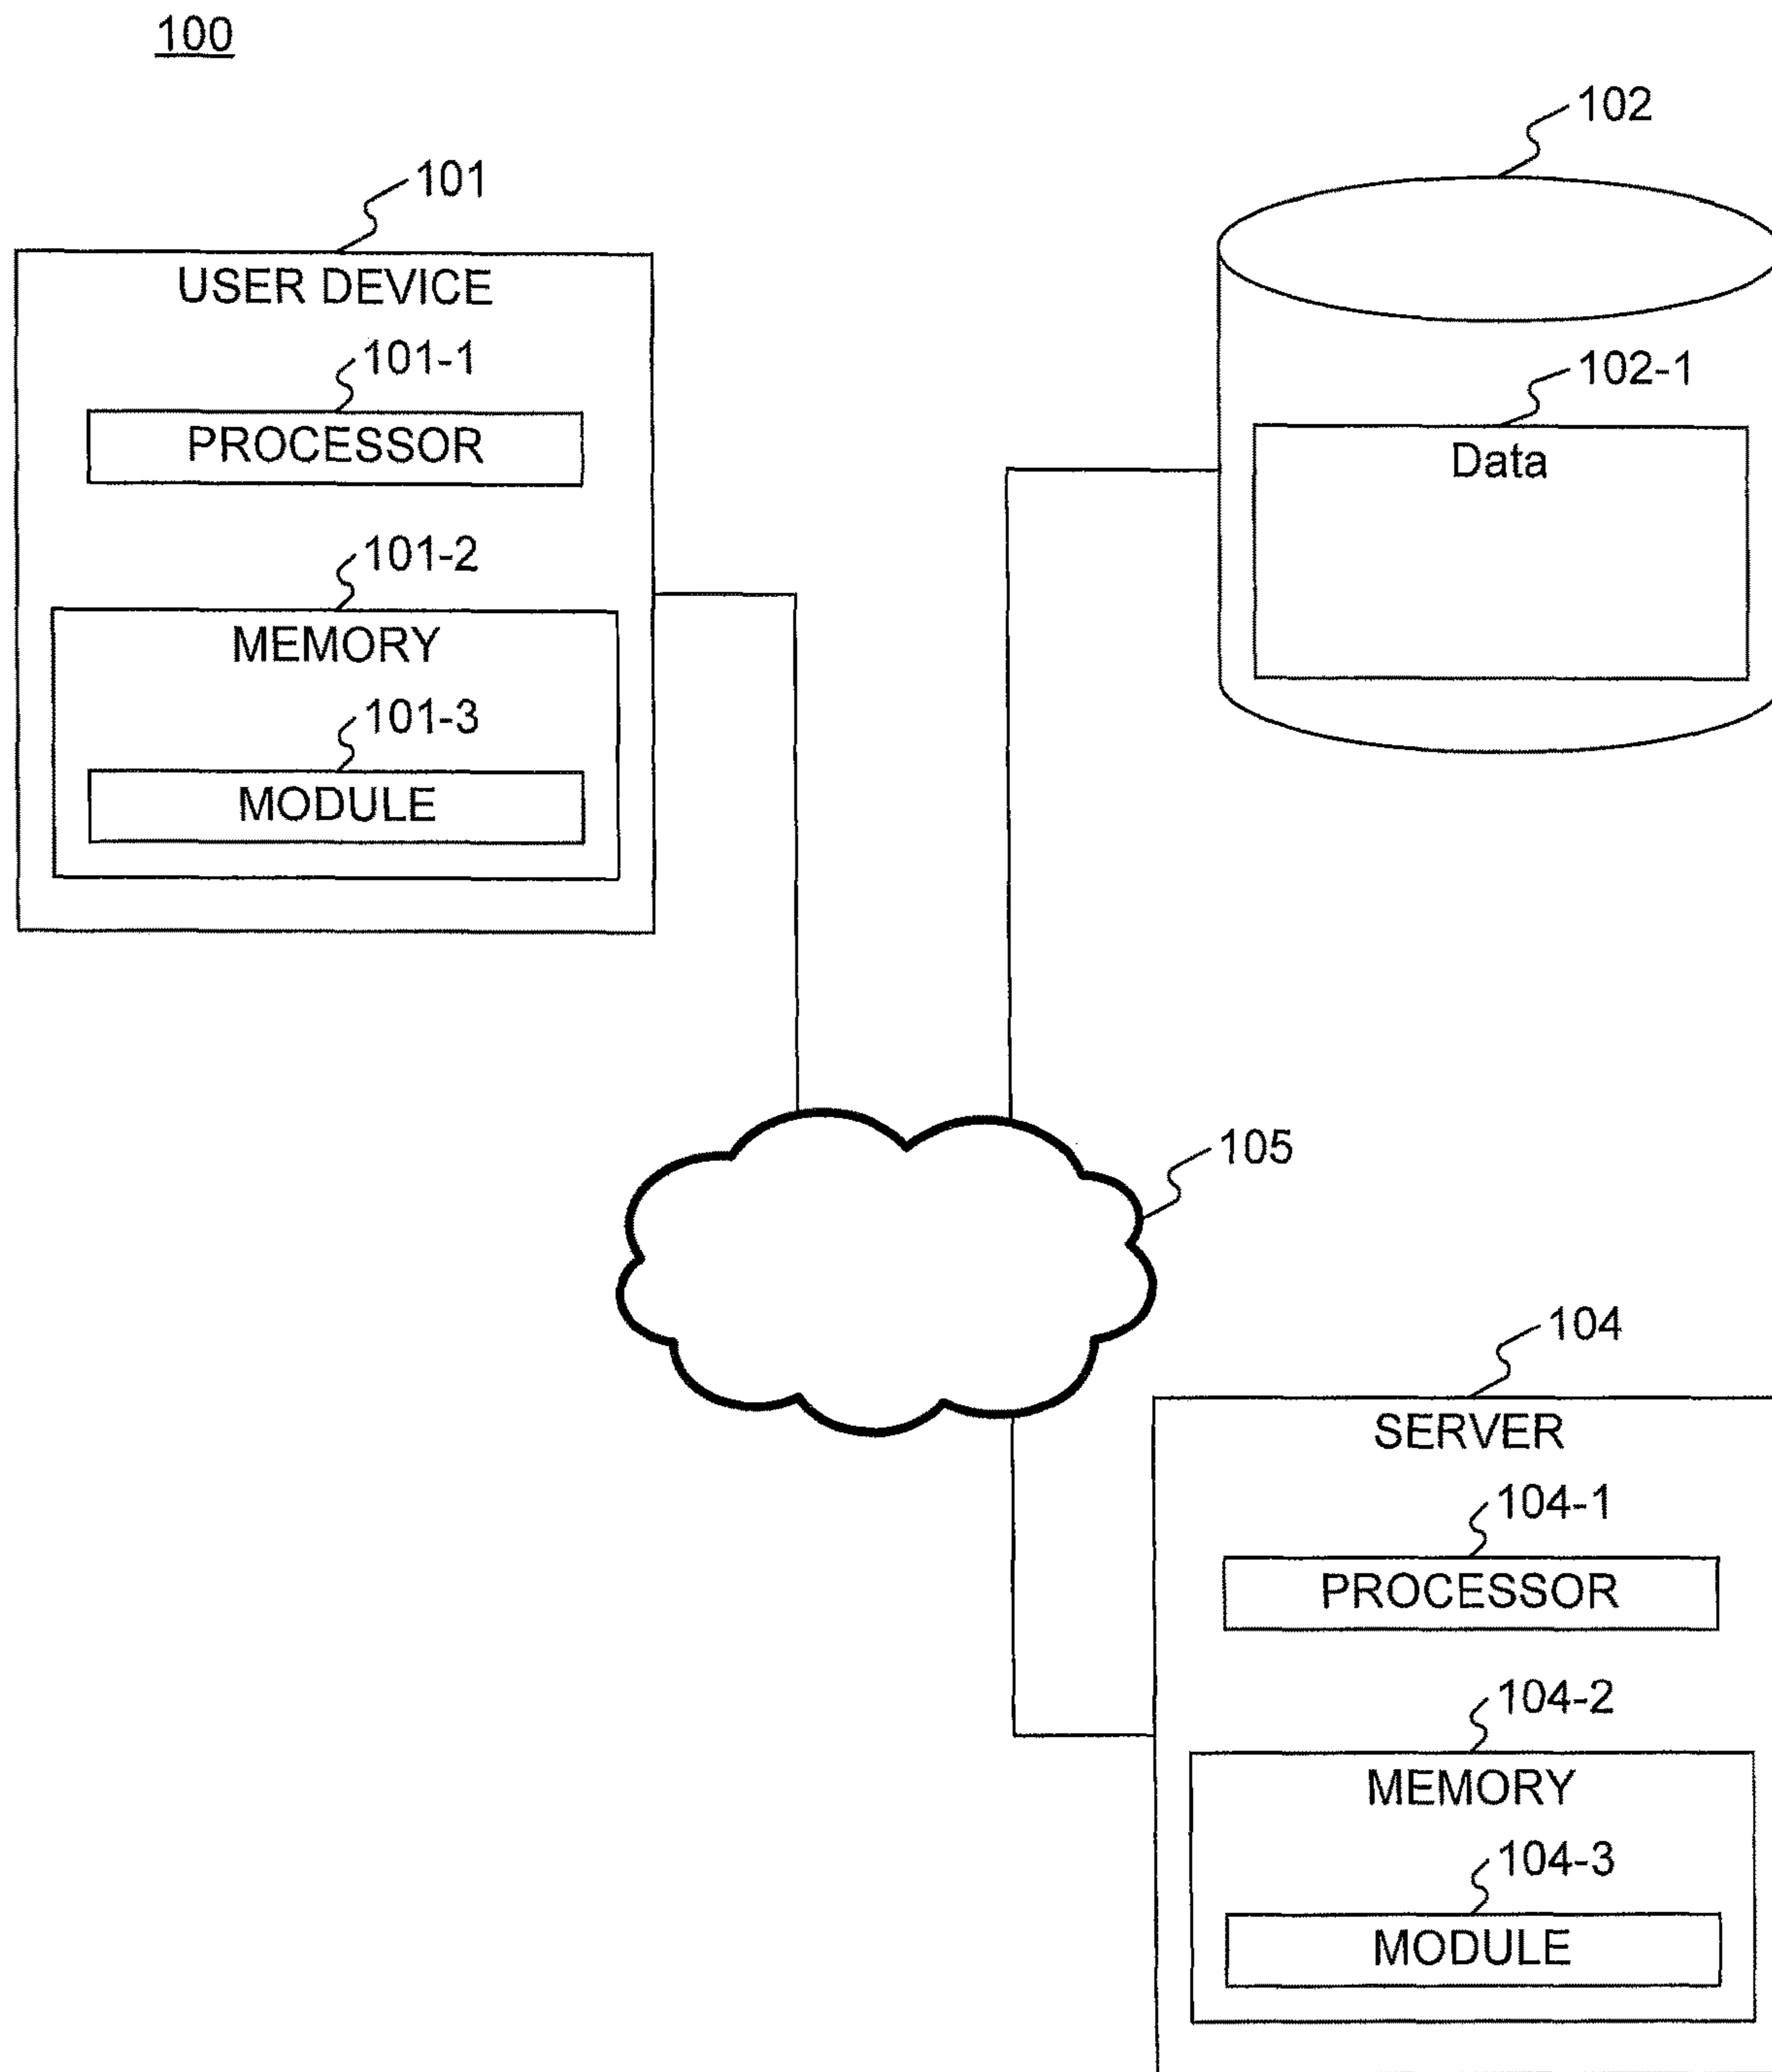 100
102
101
USER DEVICE
101-1
PROCESSOR
102-1
Data
101-2
MEMORY
101-3
MODULE
105
104
SERVER
104-1
PROCESSOR
104-2
MEMORY
104-3
MODULE